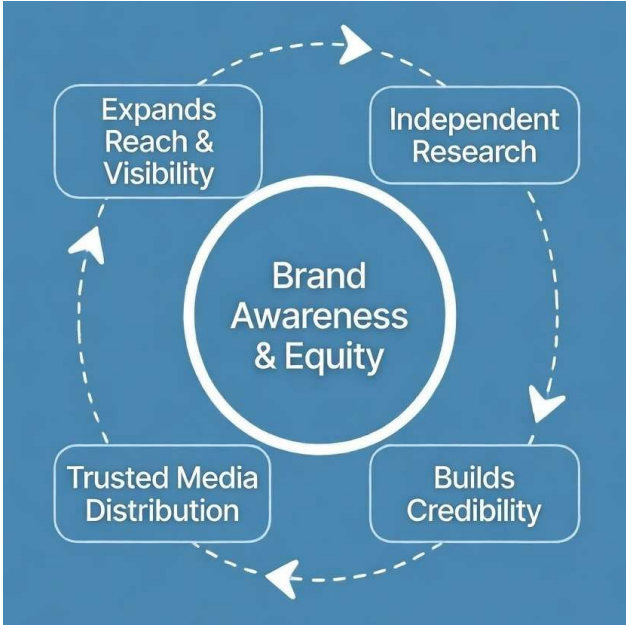 Expands
Reach &
Visibility
Independent
Research
Brand
Awareness
& Equity
Trusted Media
Distribution
Builds
Credibility